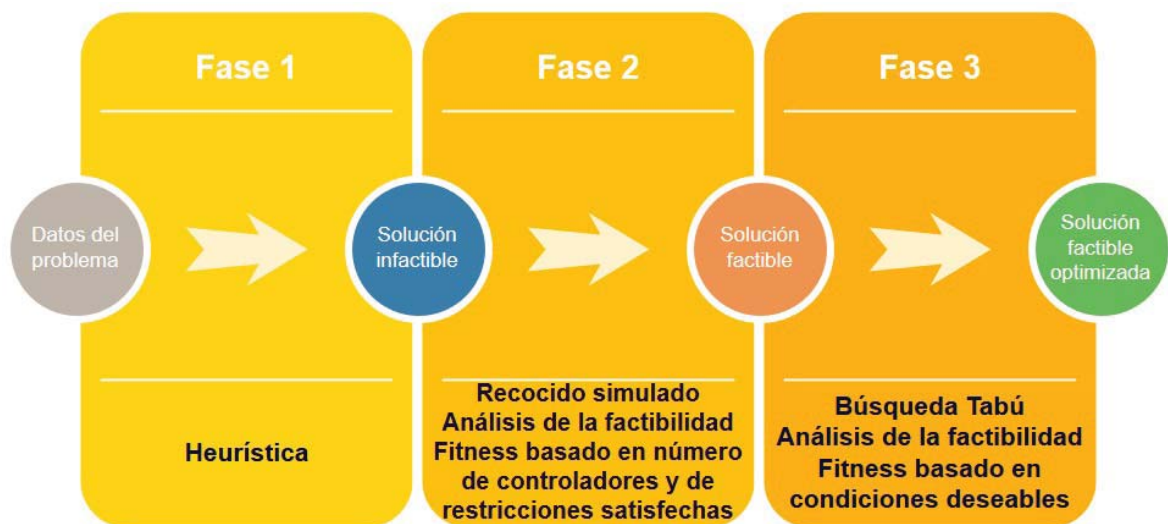 Fase 1
Fase 2
Fase 3
Datos del
problema
Solución
infactible
Solución
factible
Solución
factible
optimizada
Heurística
Recocido simulado
Análisis de la factibilidad
Fitness basado en número
de controladores y de
restricciones satisfechas
Búsqueda Tabú
Análisis de la factibilidad
Fitness basado en
condiciones deseables